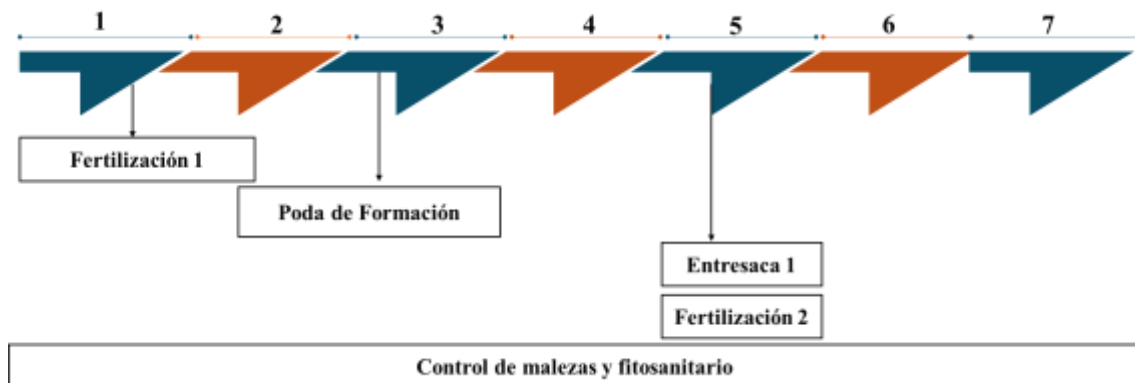 1 2 3 4 5 6 7
Fertilización 1
Poda de Formación
Entresaca 1
Fertilización 2
Control de malezas y fitosanitario